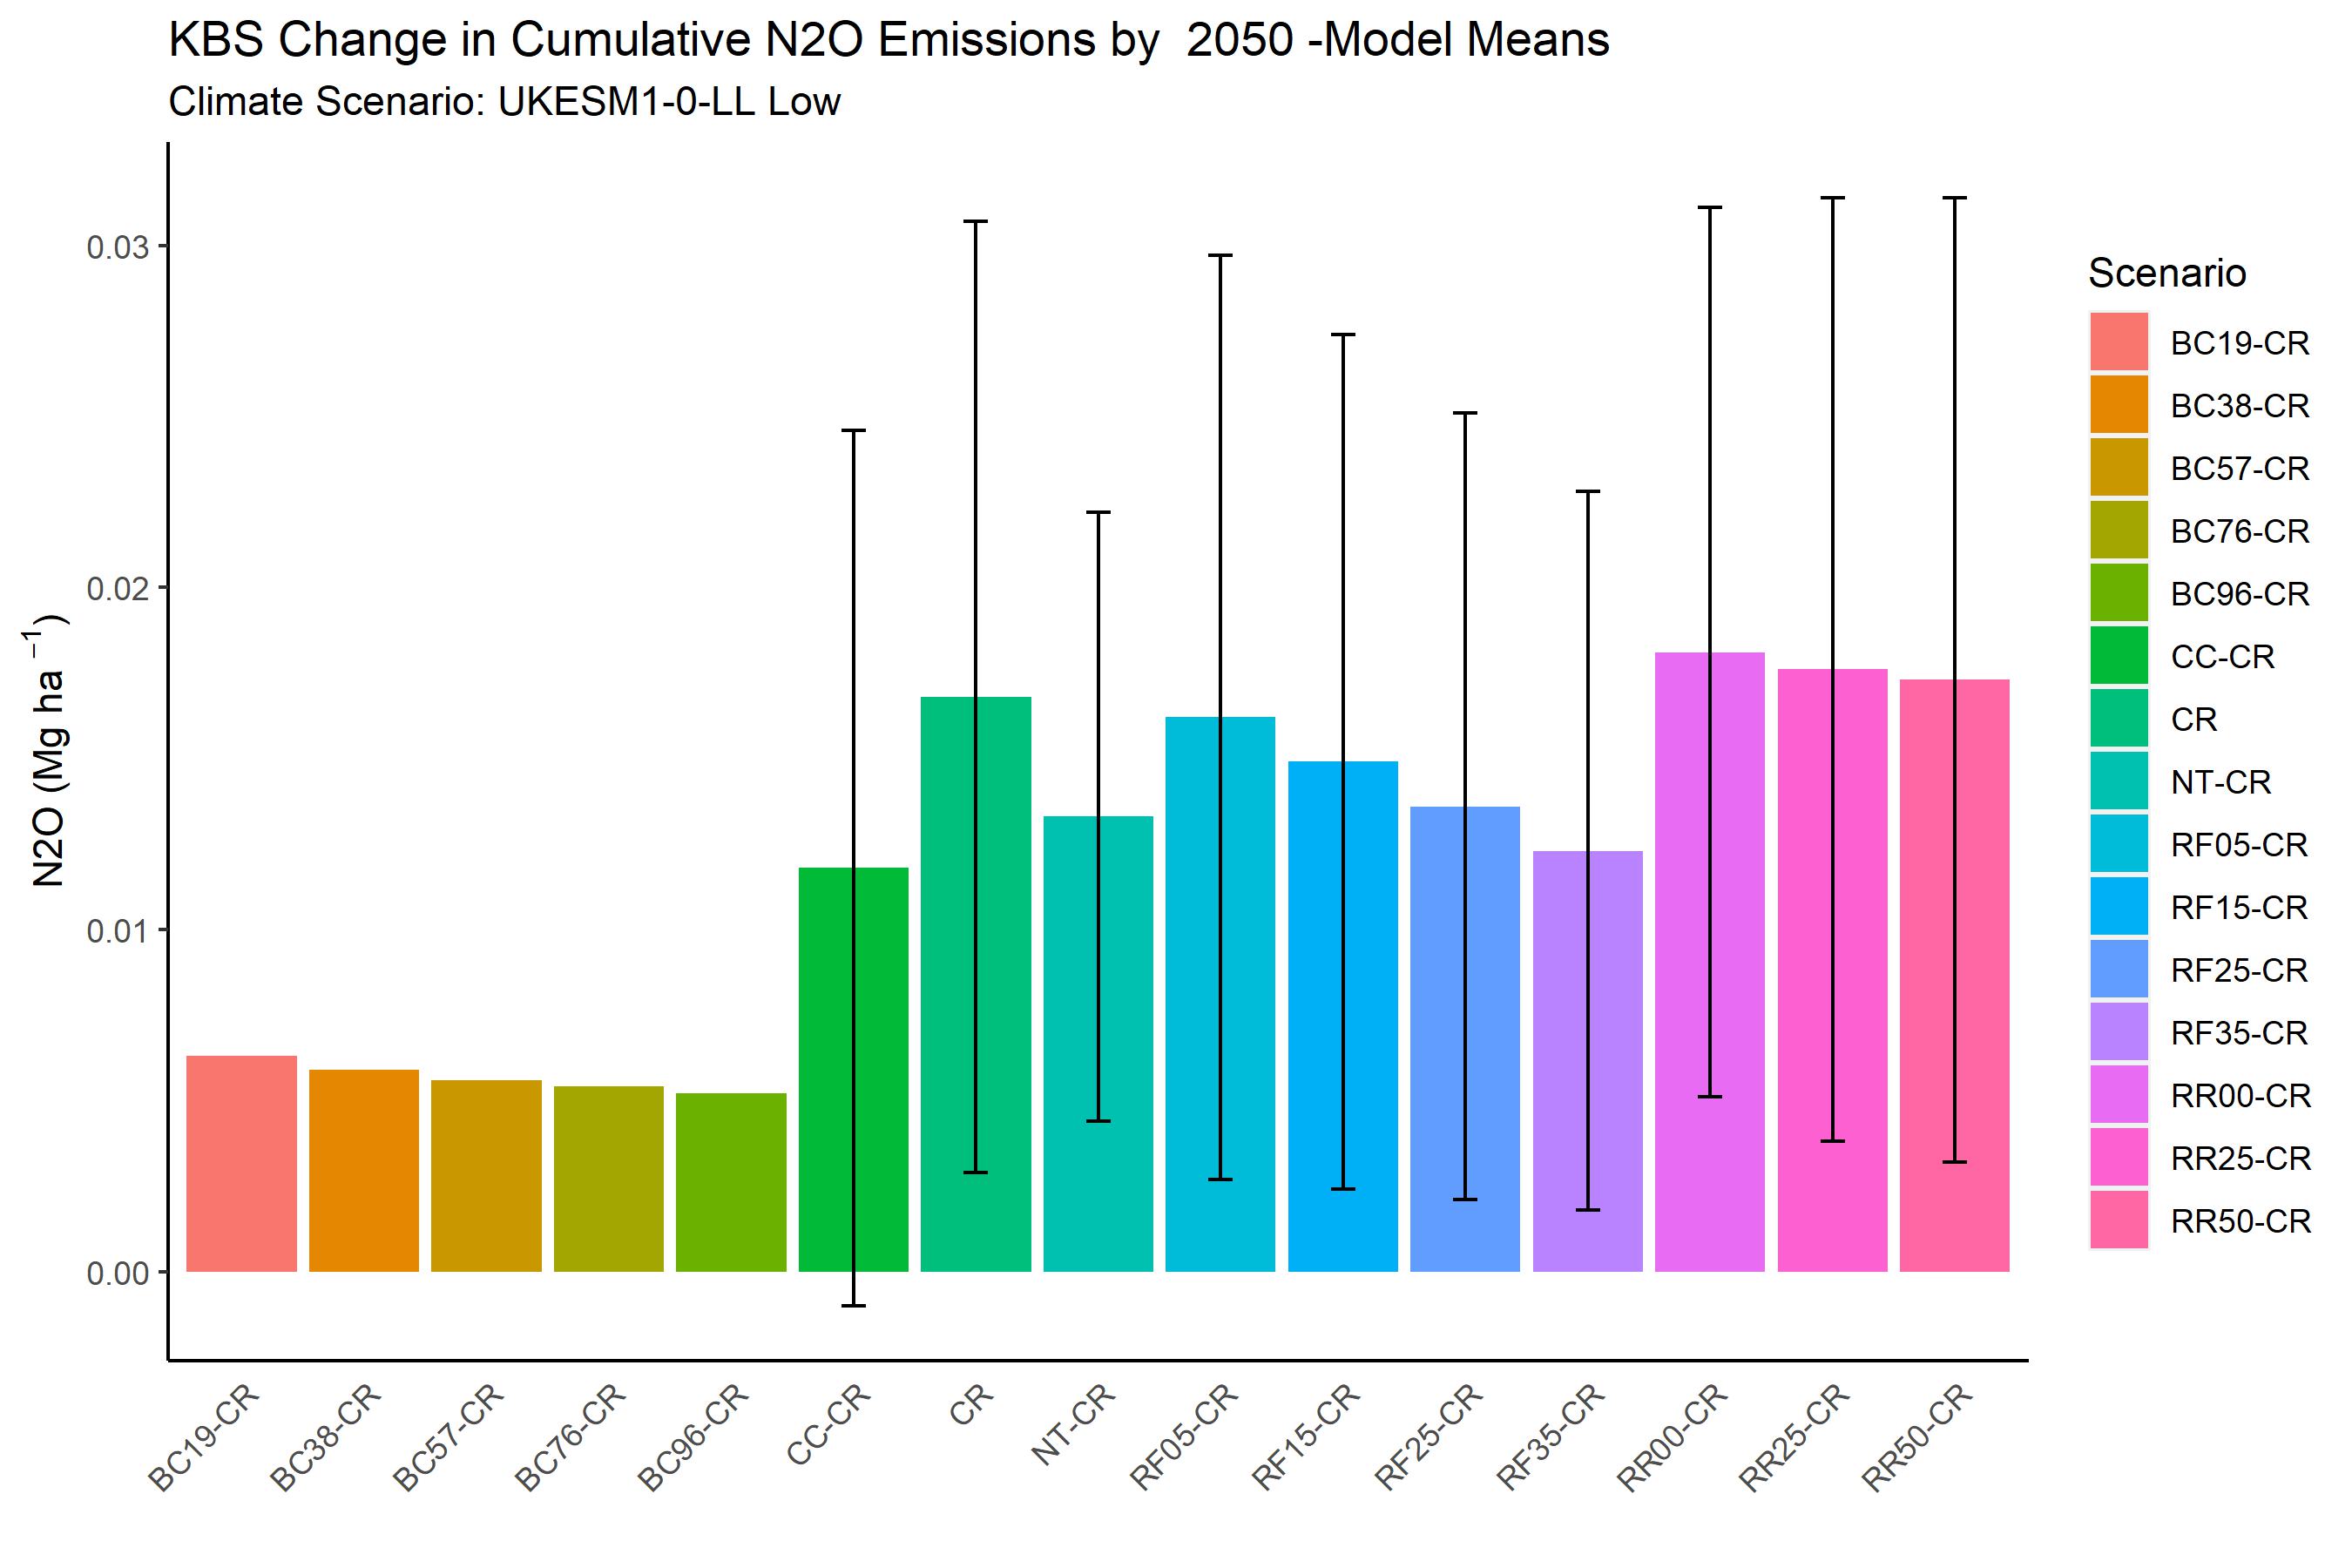 KBS Change in Cumulative N2O Emissions by  2050 -Model Means
Climate Scenario: UKESM1-0-LL Low
N2O (Mg ha −1)
0.03
0.02
0.01
0.00
BC19-CR
BC38-CR
BC57-CR
BC76-CR
BC96-CR
CC-CR
CR
NT-CR
RF05-CR
RF15-CR
RF25-CR
RF35-CR
RR00-CR
RR25-CR
RR50-CR
Scenario
BC19-CR
BC38-CR
BC57-CR
BC76-CR
BC96-CR
CC-CR
CR
NT-CR
RF05-CR
RF15-CR
RF25-CR
RF35-CR
RR00-CR
RR25-CR
RR50-CR